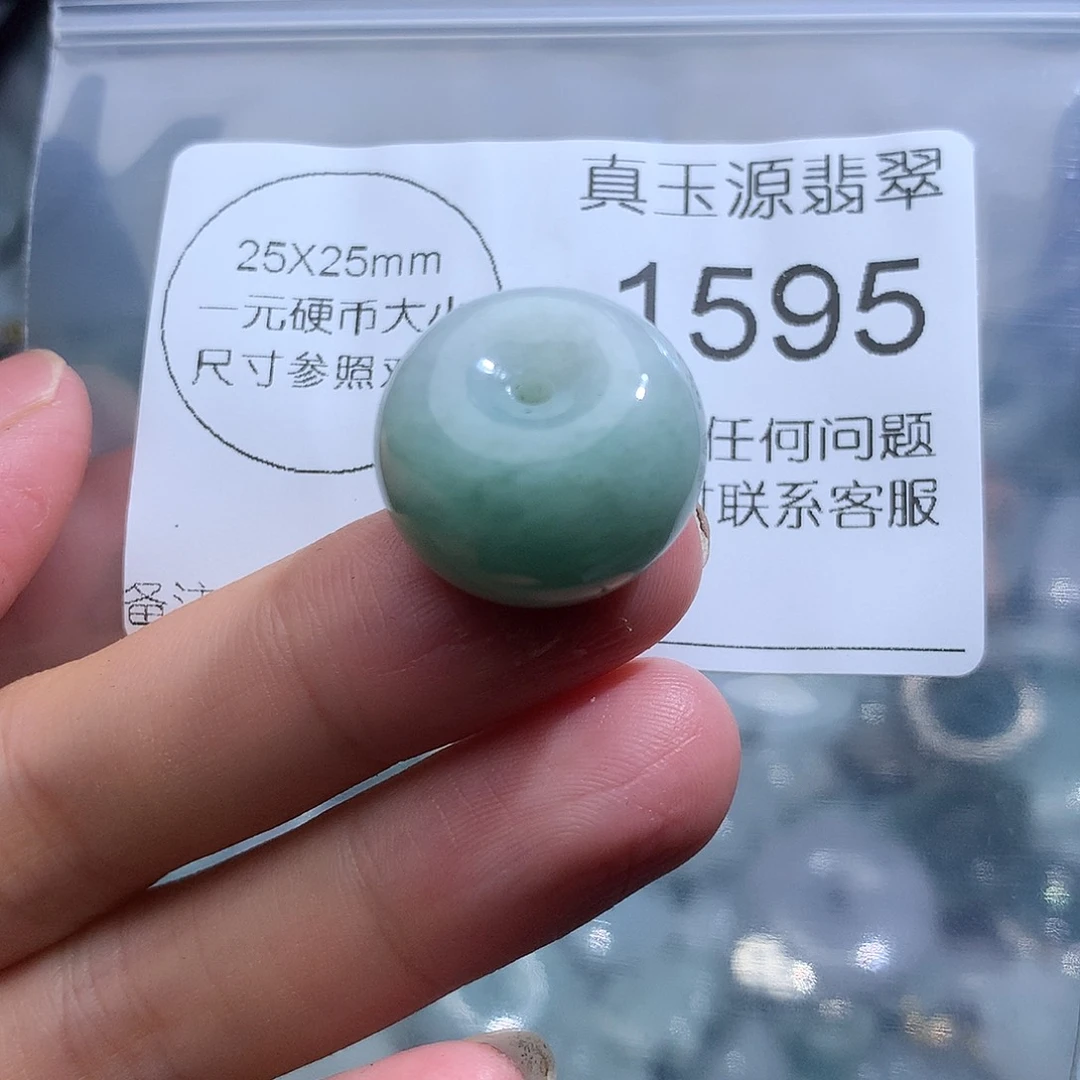 25X25mm
一元硬币大小
尺寸参照
真玉源翡翠
1595
任何问题
联系客服
备注